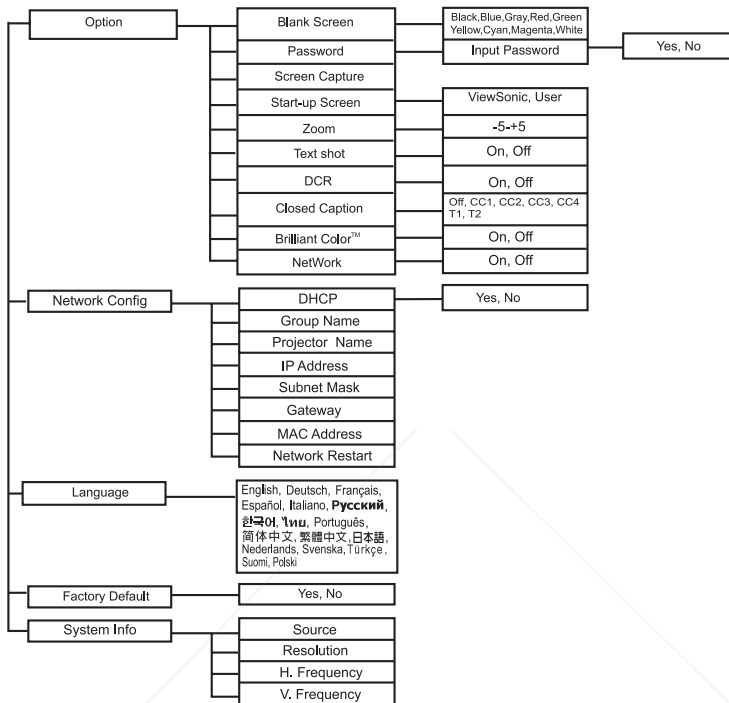 Option
Blank Screen
Black,Blue,Gray,Red,Green
Yellow,Cyan,Magenta,White
Password
Input Password
Yes, No
Screen Capture
Start-up Screen
ViewSonic, User
Zoom
-5-+5
Text shot
On, Off
DCR
On, Off
Closed Caption
Off, CC1, CC2, CC3, CC4
T1, T2
Brilliant Color™
On, Off
NetWork
On, Off
Network Config
DHCP
Yes, No
Group Name
Projector Name
IP Address
Subnet Mask
Gateway
MAC Address
Network Restart
Language
English, Deutsch, Français,
Español, Italiano, Русский,
한국어, ไทย, Português,
简体中文, 繁體中文, 日本語,
Nederlands, Svenska, Türkçe,
Suomi, Polski
Factory Default
Yes, No
System Info
Source
Resolution
H. Frequency
V. Frequency